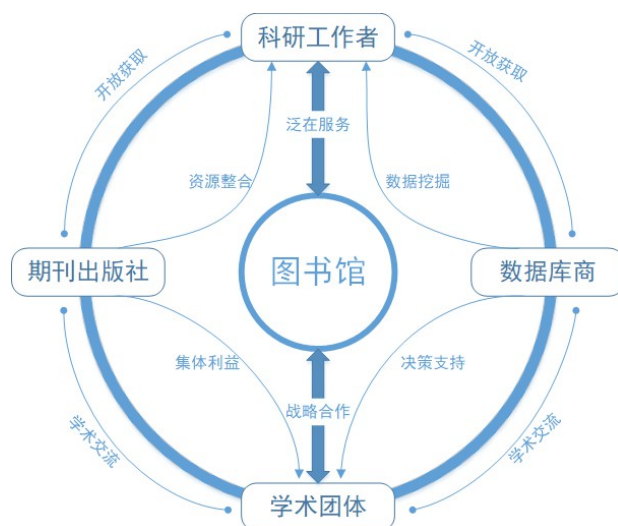 科研工作者
开放获取
开放获取
泛在服务
资源整合
数据挖掘
期刊出版社
图书馆
数据库商
集体利益
决策支持
战略合作
学术交流
学术交流
学术团体